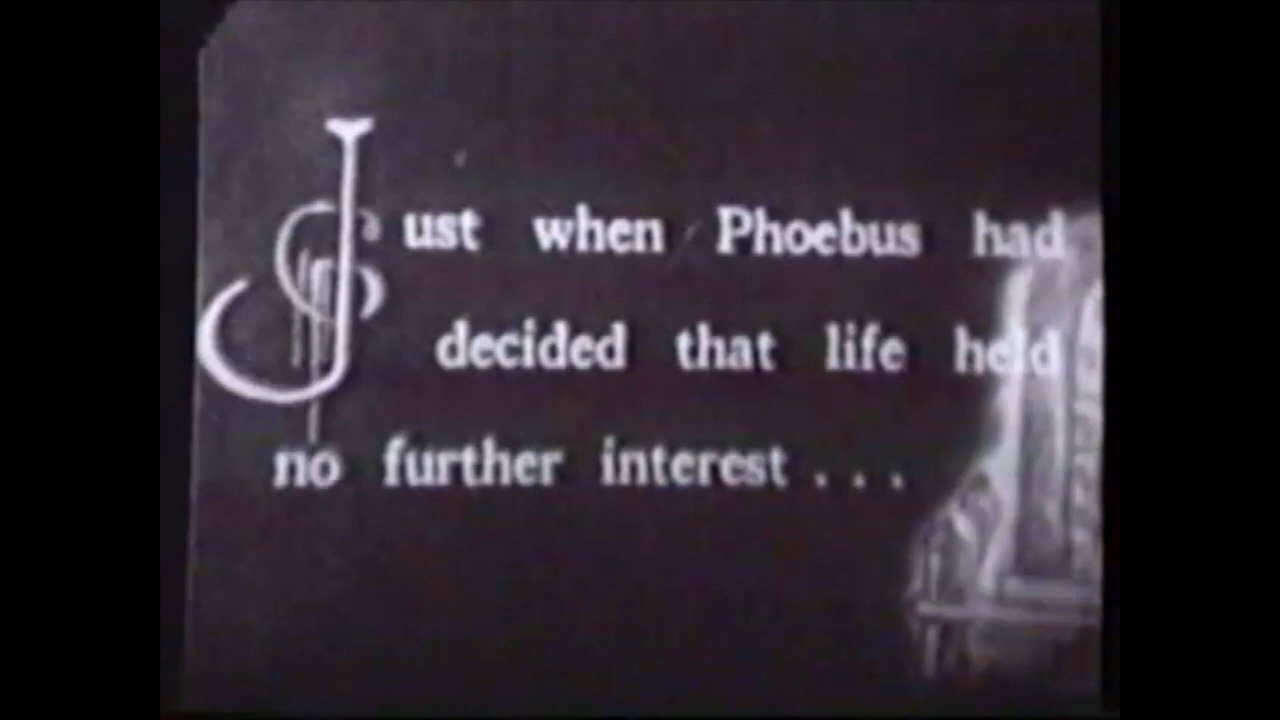 Just when Phoebus had
decided that life held
no further interest . . .